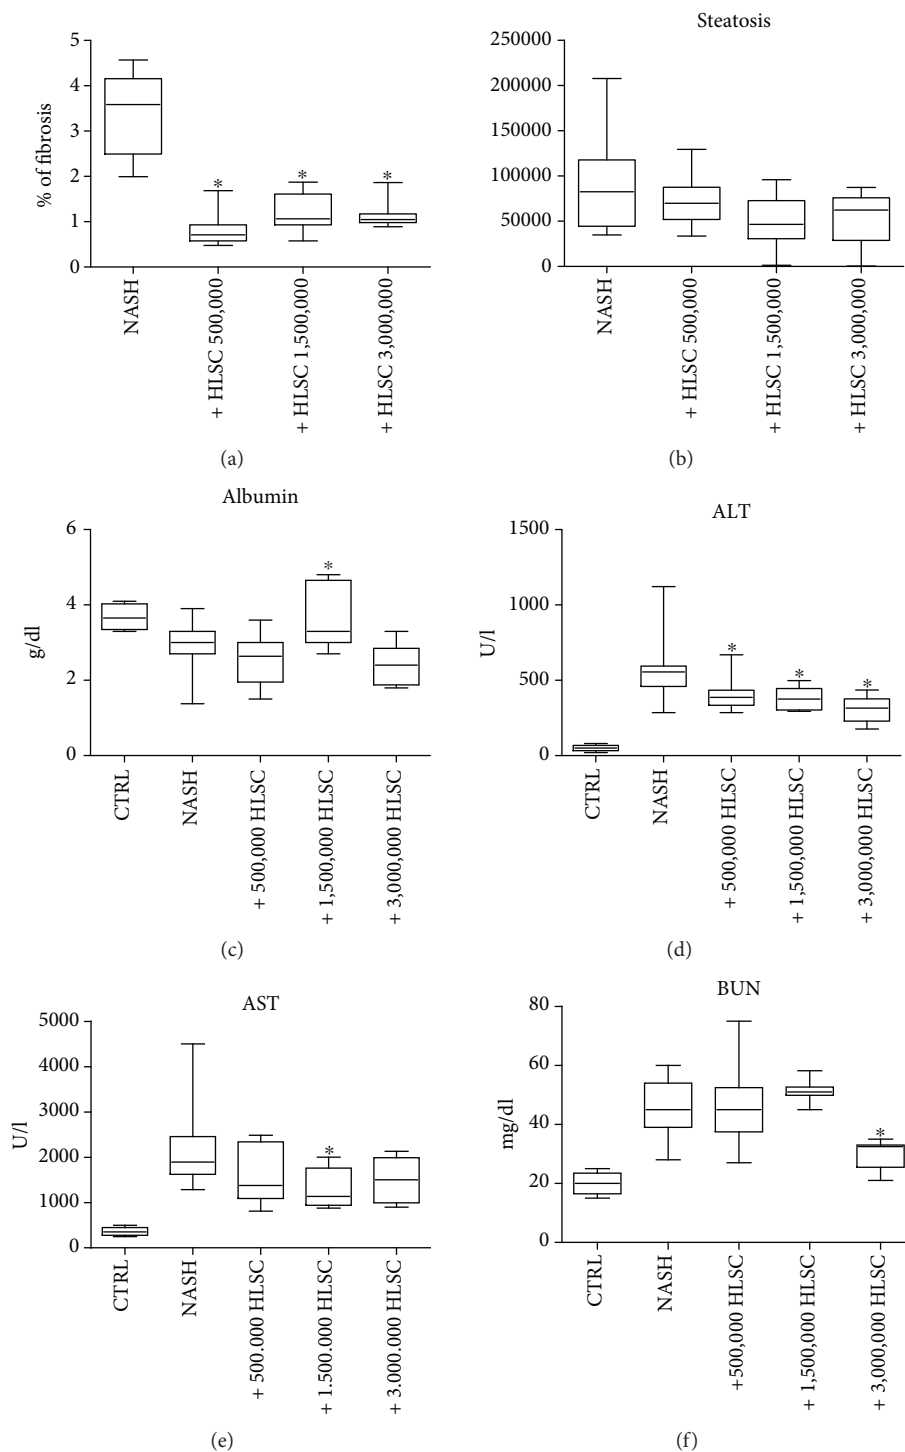 5
4
3
2
1
0
% of fibrosis
*
*
*
NASH
+ HLSC 500,000
+ HLSC 1,500,000
+ HLSC 3,000,000
(a)
Steatosis
250000
200000
150000
100000
50000
0
NASH
+ HLSC 500,000
+ HLSC 1,500,000
+ HLSC 3,000,000
(b)
Albumin
6
4
2
0
g/dl
*
CTRL
NASH
+ 500,000 HLSC
+ 1,500,000 HLSC
+ 3,000,000 HLSC
(c)
ALT
1500
1000
500
0
U/l
*
*
*
CTRL
NASH
+ 500,000 HLSC
+ 1,500,000 HLSC
+ 3,000,000 HLSC
(d)
AST
5000
4000
3000
2000
1000
0
U/l
*
CTRL
NASH
+ 500.000 HLSC
+ 1.500.000 HLSC
+ 3.000.000 HLSC
(e)
BUN
80
60
40
20
0
mg/dl
*
CTRL
NASH
+500,000 HLSC
+ 1,500,000 HLSC
+ 3,000,000 HLSC
(f)